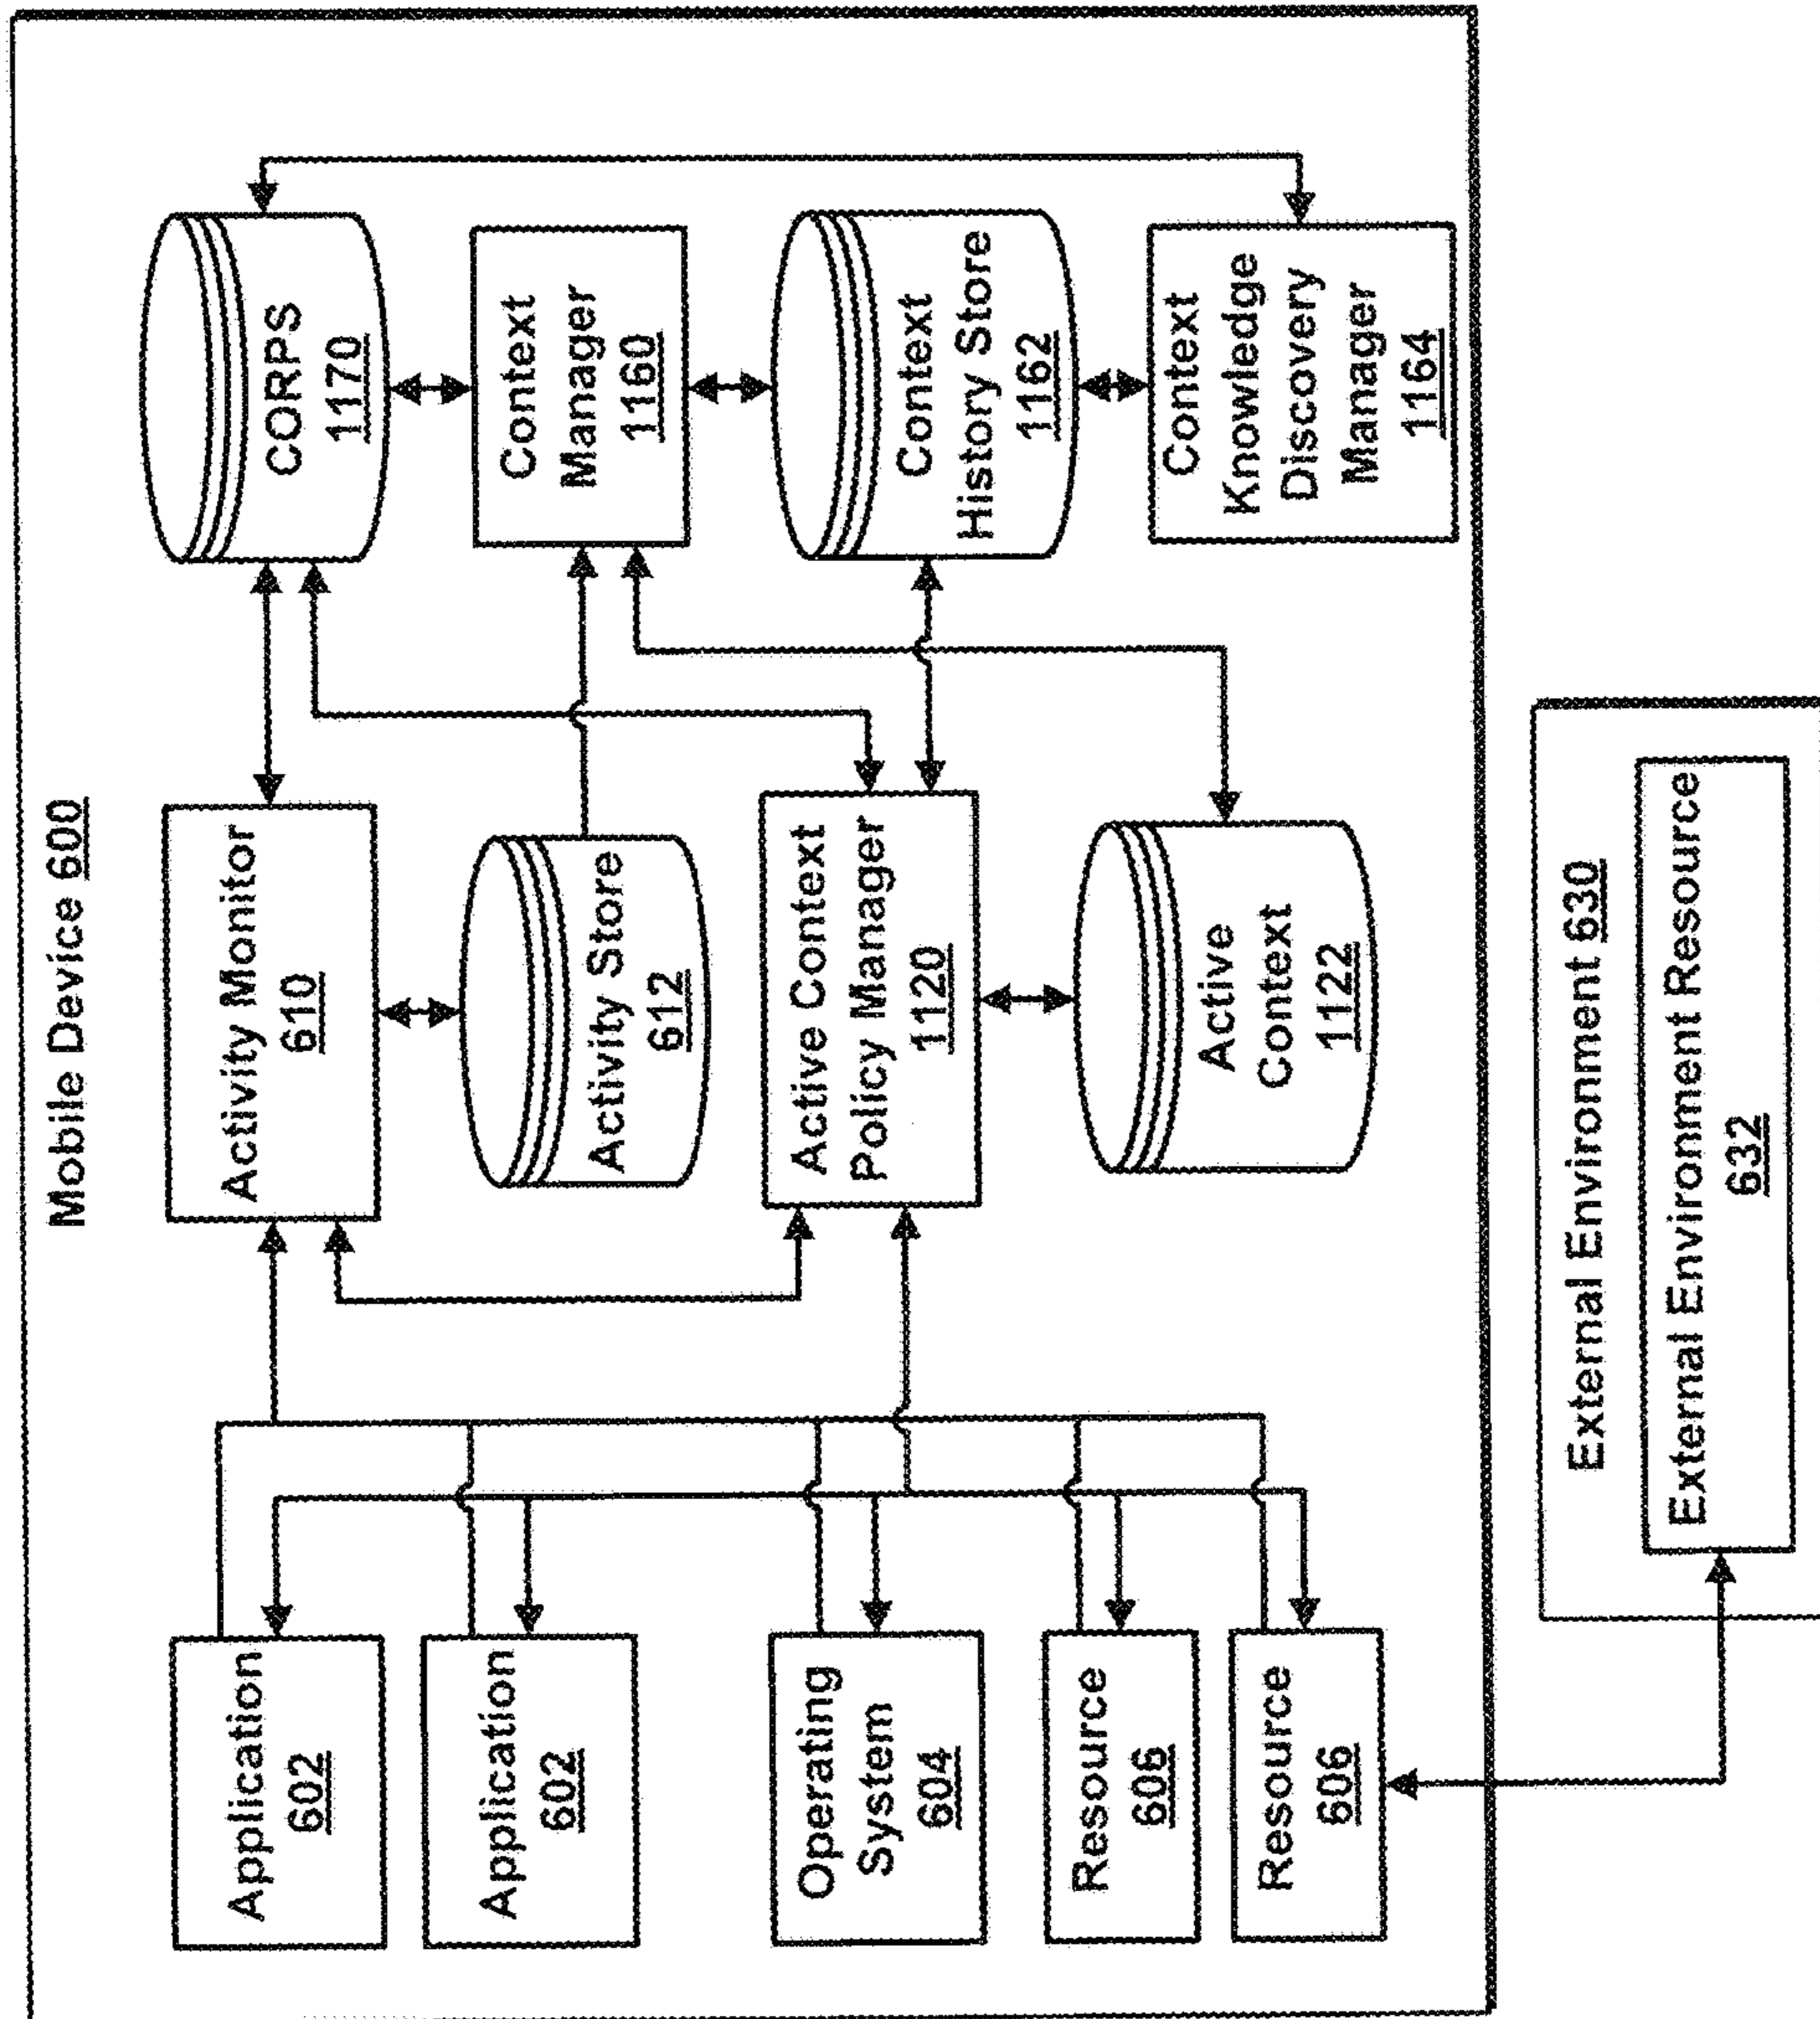 Mobile Device 600
Application
602
Application
602
Operating
System
604
Resource
606
Resource
606
Activity Monitor
610
Activity Store
612
Active Context
Policy Manager
1120
Active
Context
1122
CORPS
1170
Context
Manager
1160
Context
History Store
1162
Context
Knowledge
Discovery
Manager
1164
External Environment 630
External Environment Resource
632